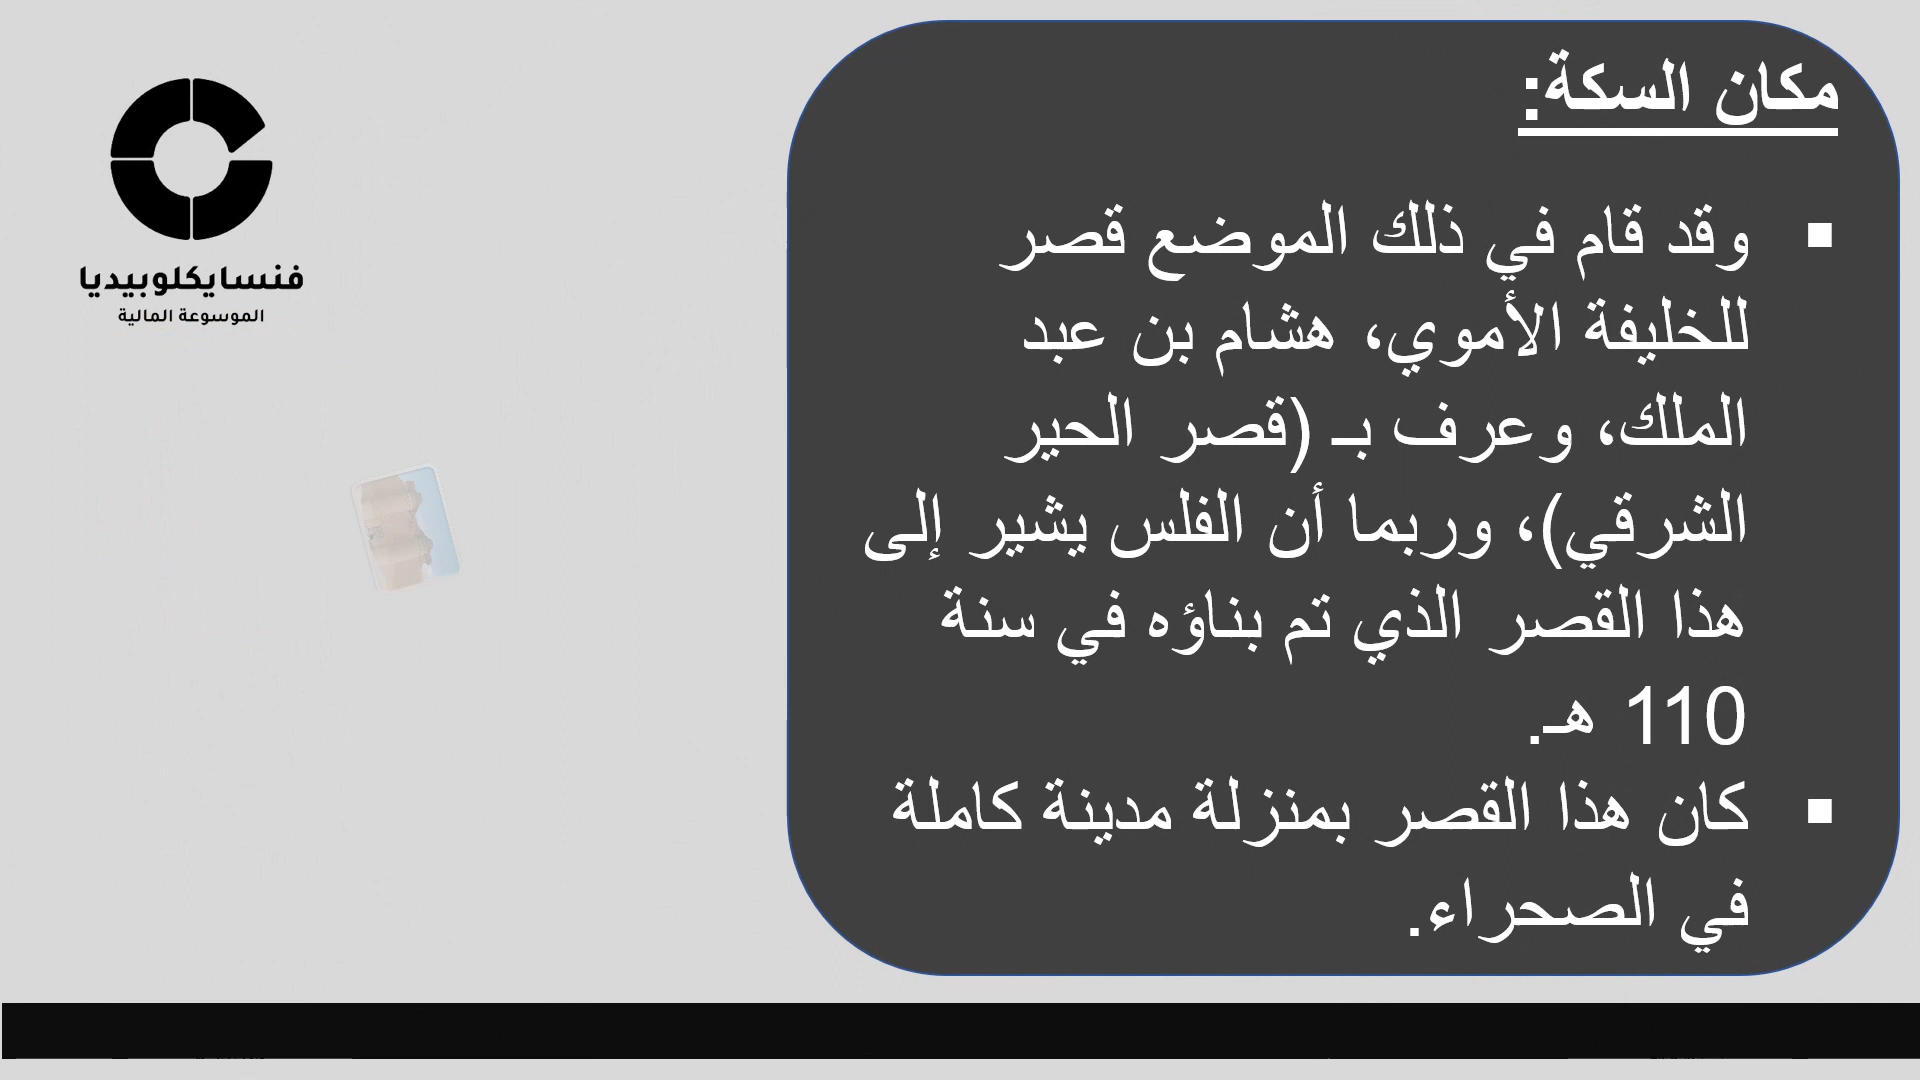 مكان السكة:
▪ وقد قام في ذلك الموضع قصر
للخليفة الأموي، هشام بن عبد
الملك، وعرف بـ (قصر الحير
الشرقي)، وربما أن الفلس يشير إلى
هذا القصر الذي تم بناؤه في سنة
110 هـ.
▪ كان هذا القصر بمنزلة مدينة كاملة
في الصحراء.
فنسايكلوبيديا
الموسوعة المالية